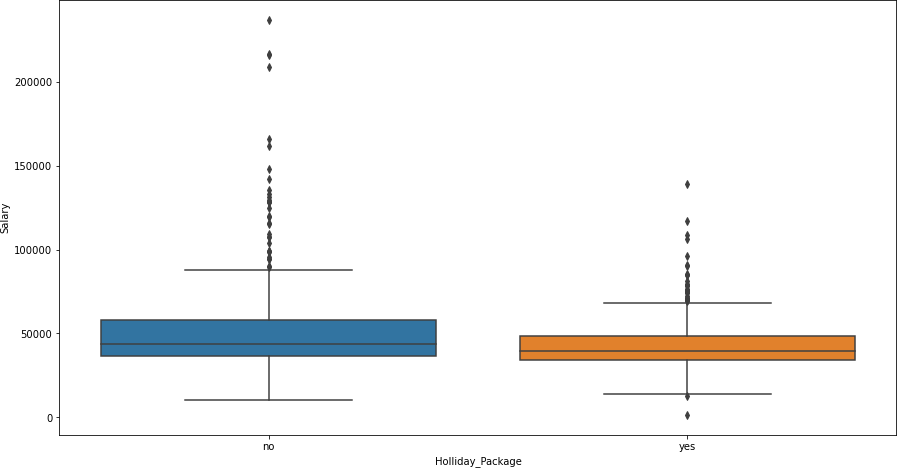 200000
150000
100000
50000
0
Salary
no
yes
Holliday_Package